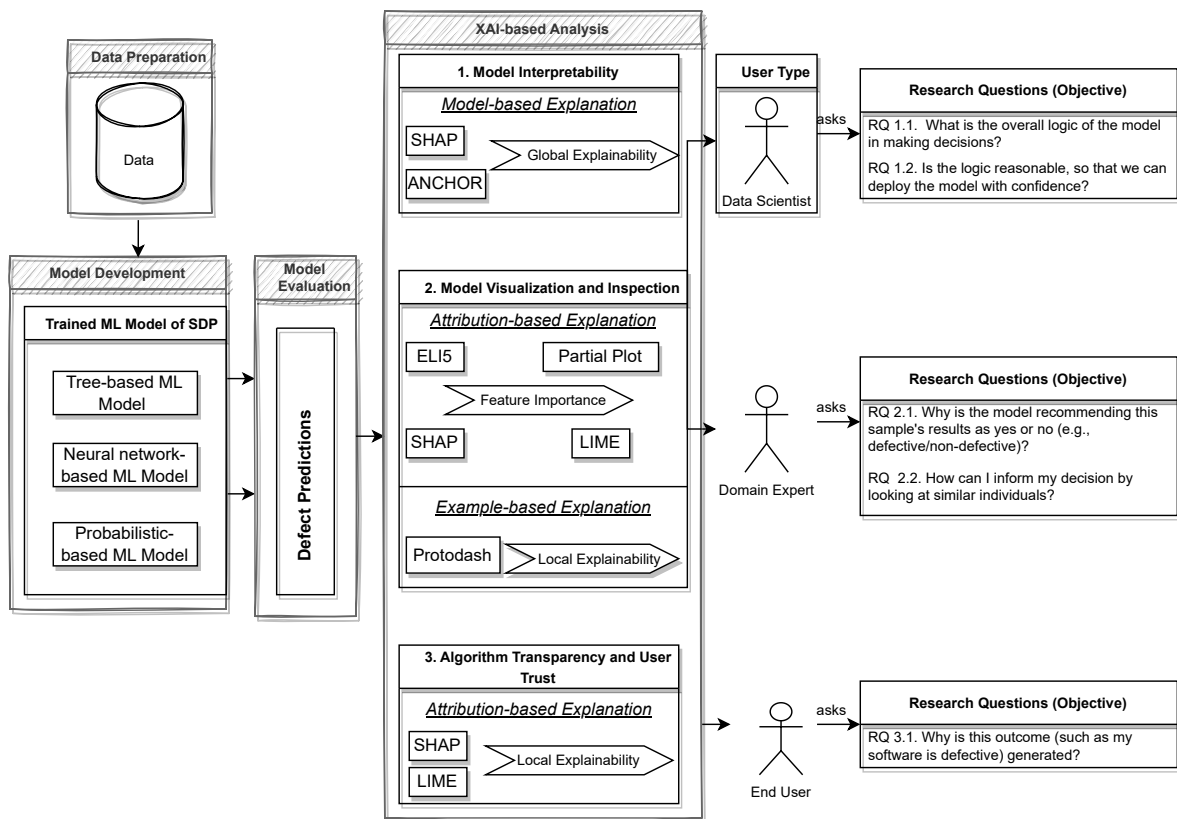 Data Preparation
Data
Model Development
Trained ML Model of SDP
Tree-based ML
Model
Neural network-
based ML Model
Probabilistic-
based ML Model
Model
Evaluation
Defect Predictions
XAI-based Analysis
1. Model Interpretability
Model-based Explanation
SHAP
Global Explainability
ANCHOR
2. Model Visualization and Inspection
Attribution-based Explanation
ELI5
Partial Plot
Feature Importance
SHAP
LIME
Example-based Explanation
Protodash
Local Explainability
3. Algorithm Transparency and User
Trust
Attribution-based Explanation
SHAP
Local Explainability
LIME
User Type
Data Scientist
asks
Research Questions (Objective)
RQ 1.1.  What is the overall logic of the model
in making decisions?
RQ 1.2. Is the logic reasonable, so that we can
deploy the model with confidence?
Domain Expert
asks
Research Questions (Objective)
RQ 2.1. Why is the model recommending this
sample's results as yes or no (e.g.,
defective/non-defective)?
RQ  2.2. How can I inform my decision by
looking at similar individuals?
End User
asks
Research Questions (Objective)
RQ 3.1. Why is this outcome (such as my
software is defective) generated?